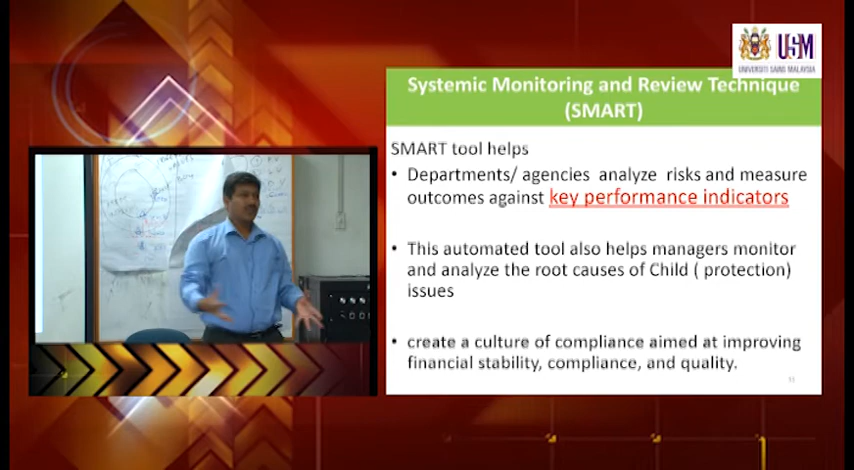 USM
UNIVERSITI SAINS MALAYSIA
Systemic Monitoring and Review Technique
(SMART)
SMART tool helps
• Departments/ agencies analyze risks and measure
outcomes against key performance indicators
• This automated tool also helps managers monitor
and analyze the root causes of Child ( protection)
issues
• create a culture of compliance aimed at improving
financial stability, compliance, and quality.